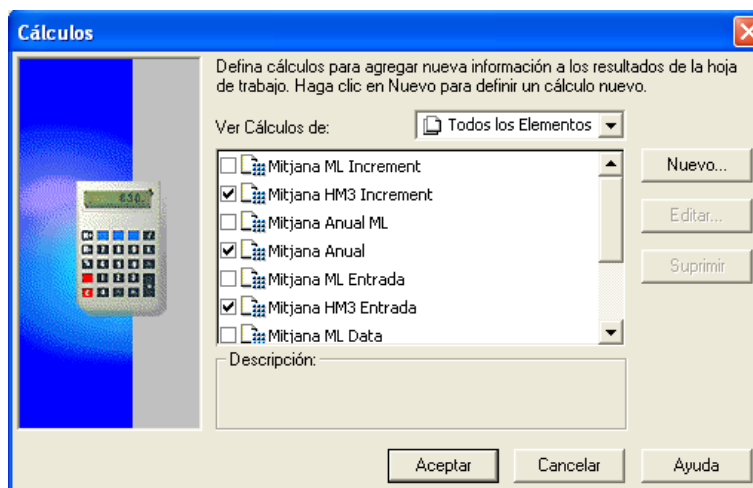 Cálculos
Defina cálculos para agregar nueva información a los resultados de la hoja
de trabajo. Haga clic en Nuevo para definir un cálculo nuevo.
Ver Cálculos de:
Todos los Elementos
Mitjana ML Increment
Mitjana HM3 Increment
Mitjana Anual ML
Mitjana Anual
Mitjana ML Entrada
Mitjana HM3 Entrada
Mitjana ML Data
Nuevo...
Editar...
Suprimir
Descripción:
Aceptar
Cancelar
Ayuda